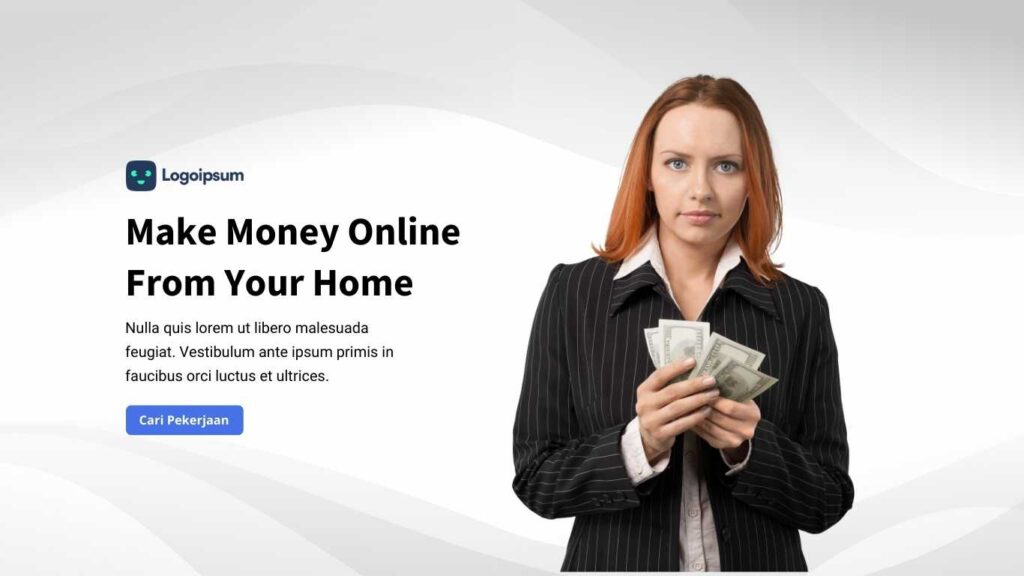 Logoipsum
Make Money Online
From Your Home
Nulla quis lorem ut libero malesuada
feugiat. Vestibulum ante ipsum primis in
faucibus orci luctus et ultrices.
Cari Pekerjaan